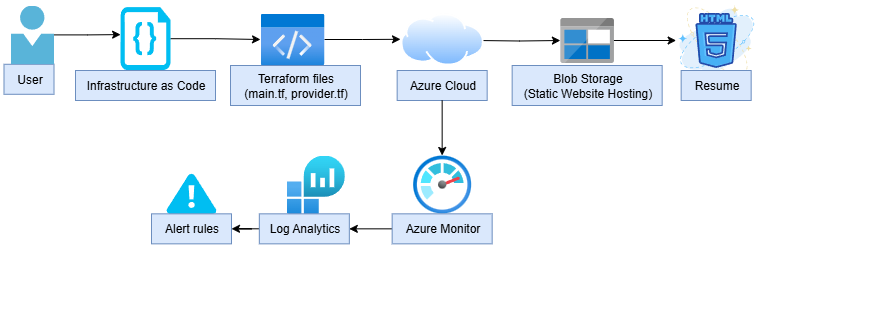 HTML
5
User
Infrastructure as Code
Terraform files
(main.tf, provider.tf)
Azure Cloud
Blob Storage
(Static Website Hosting)
Resume
Alert rules
Log Analytics
Azure Monitor